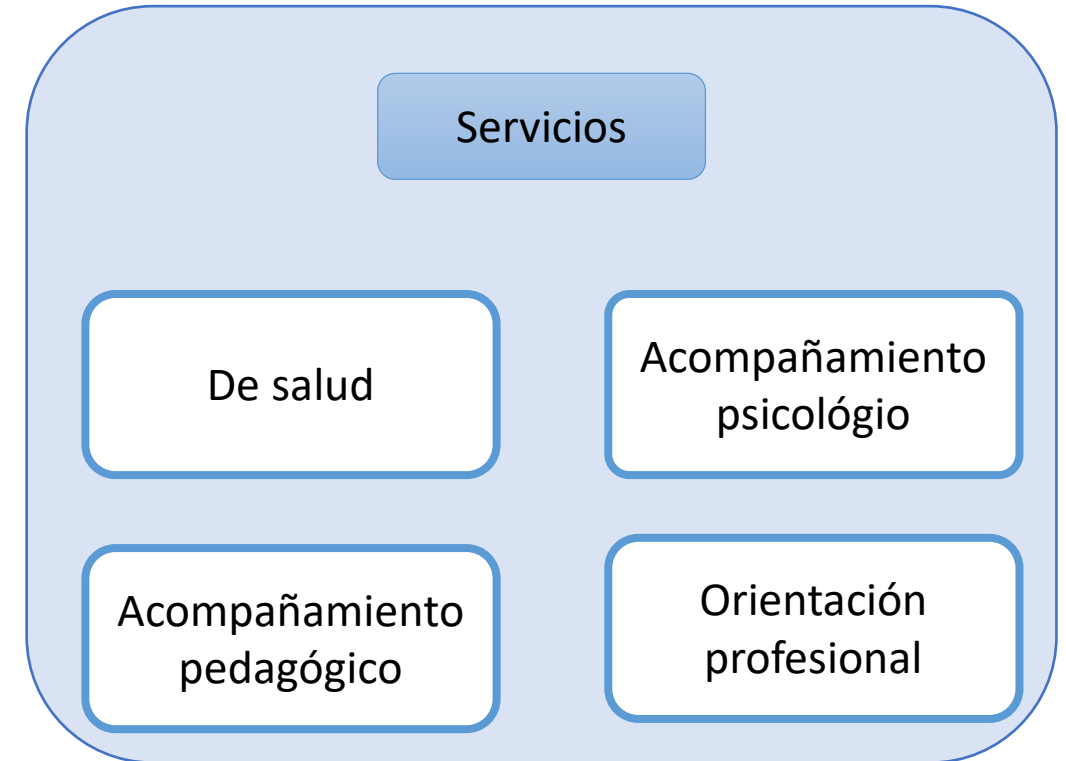 Servicios
De salud
Acompañamiento
psicológio
Acompañamiento
pedagógico
Orientación
profesional